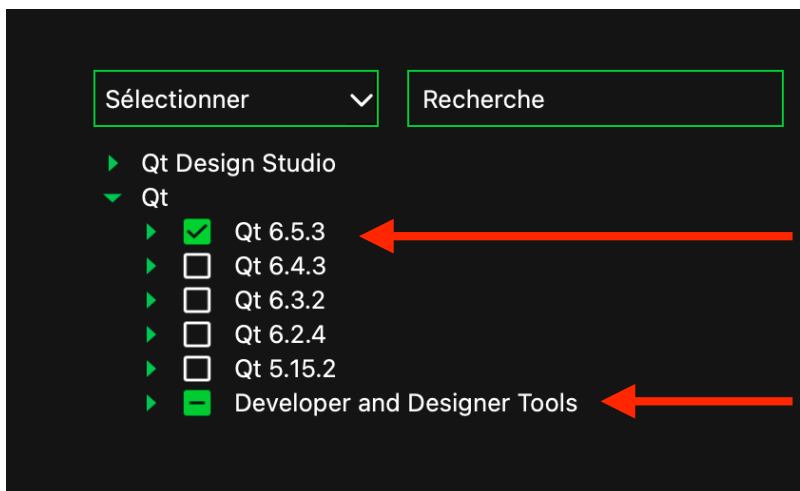 Sélectionner Recherche
Qt Design Studio
Qt
Qt 6.5.3
Qt 6.4.3
Qt 6.3.2
Qt 6.2.4
Qt 5.15.2
Developer and Designer Tools